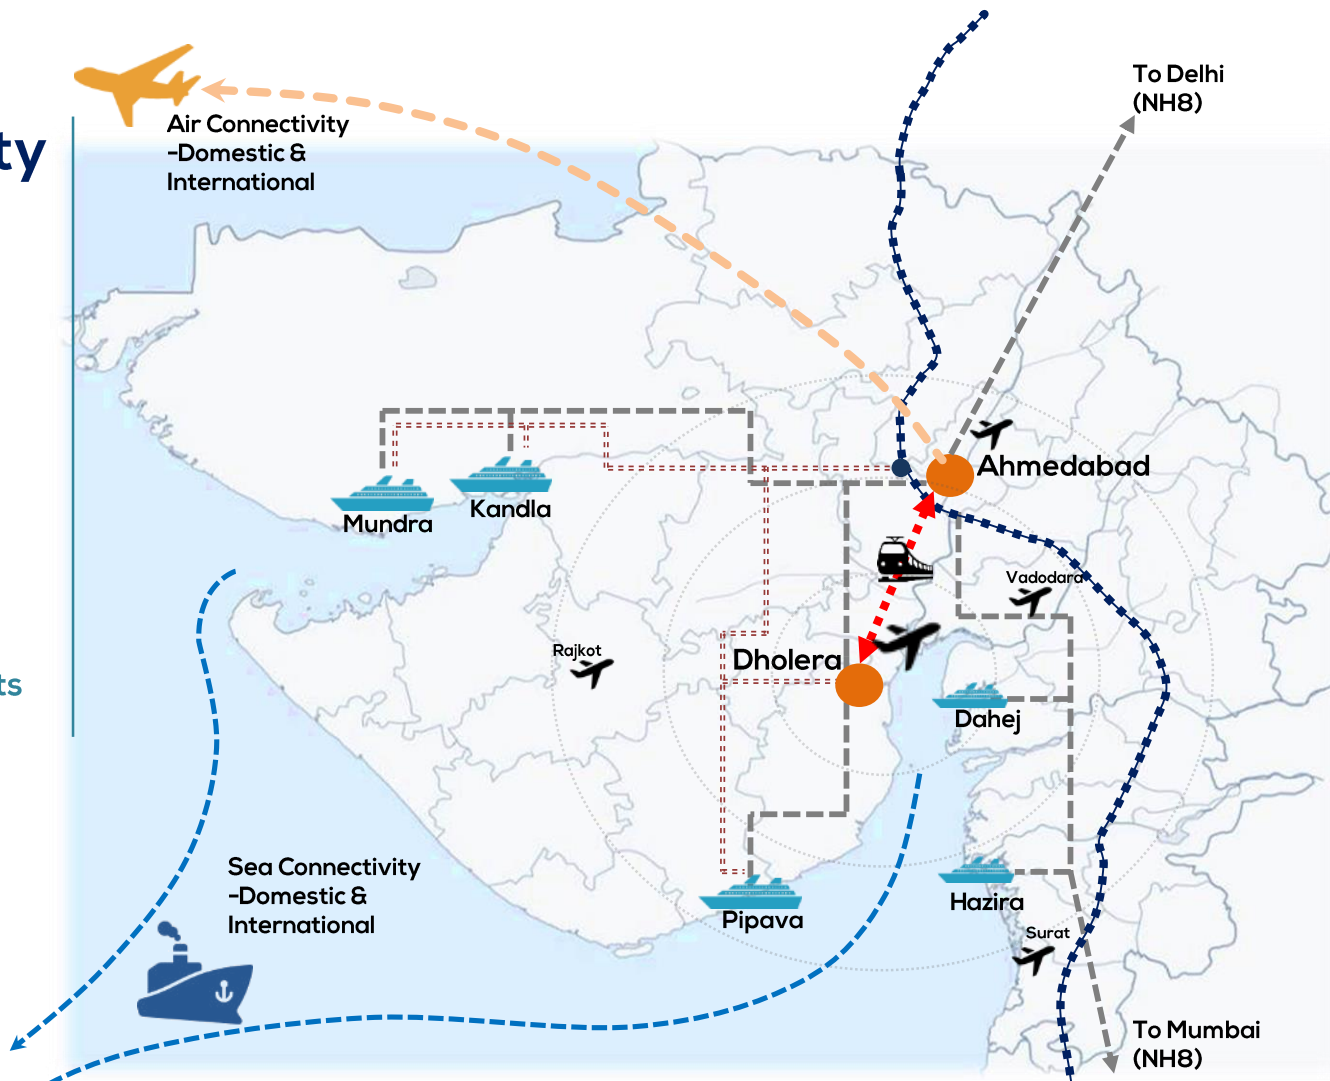 ty
To Delhi
(NH8)
Air Connectivity
-Domestic &
International
Ahmedabad
Kandla
Mundra
Vadodara
Rajkot
Dholera
ts
Dahej
Sea Connectivity
-Domestic &
International
Hazira
Pipava
Surat
To Mumbai
(NH8)